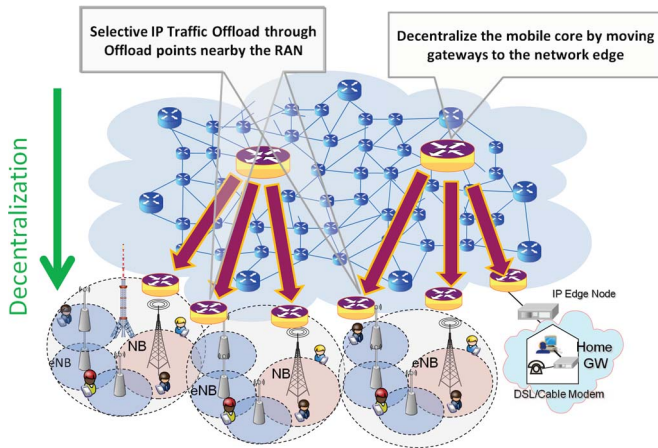 Selective IP Traffic Offload through
Offload points nearby the RAN
Decentralize the mobile core by moving
gateways to the network edge
Decentralization
IP Edge Node
Home
GW
DSL/Cable Modem
eNB
NB
eNB
NB
eNB